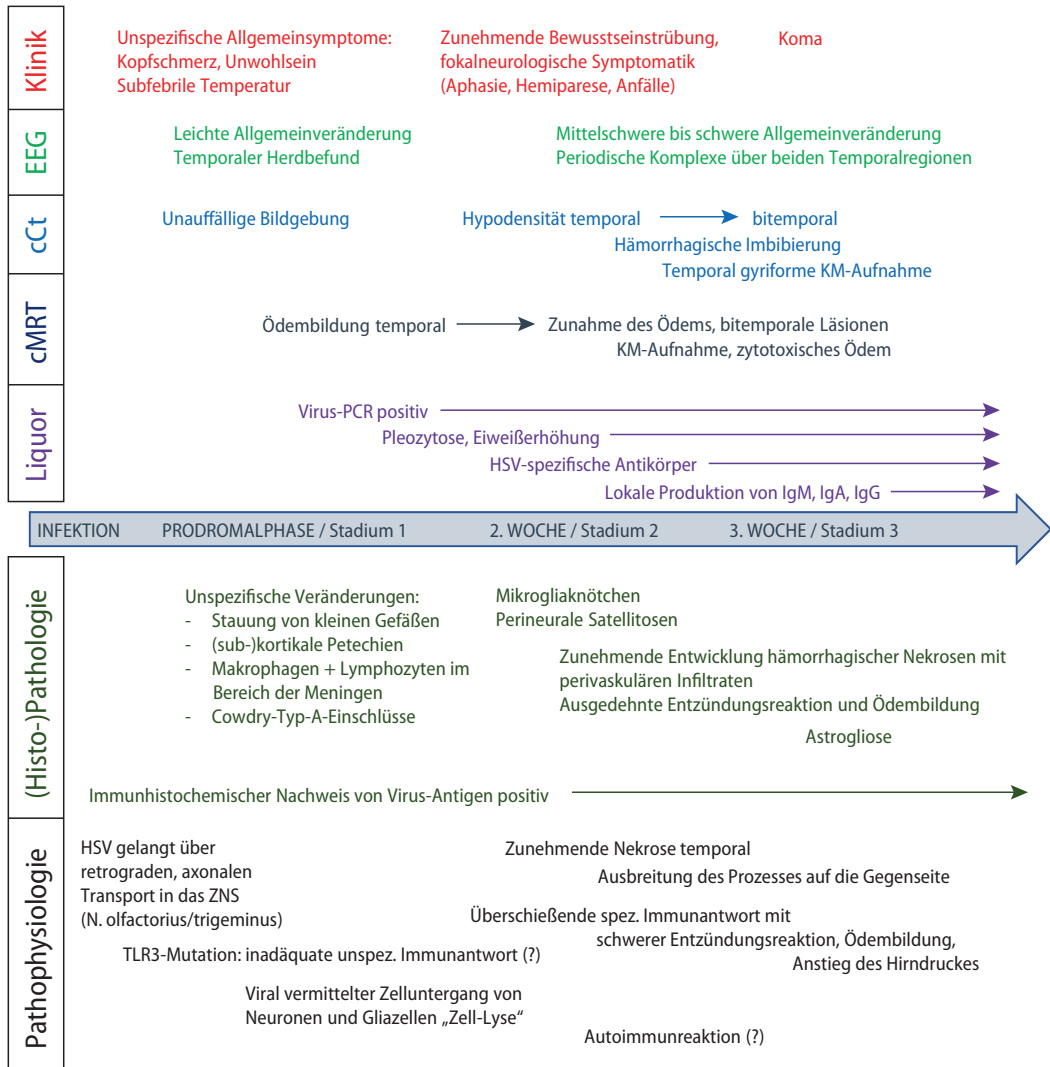 Klinik
Unspezifische Allgemeinsymptome:
Kopfschmerz, Unwohlsein
Subfebrile Temperatur
Zunehmende Bewusstseinstrübung,
fokalneurologische Symptomatik
(Aphasie, Hemiparese, Anfälle)
Koma
EEG
Leichte Allgemeinveränderung
Temporaler Herdbefund
Mittelschwere bis schwere Allgemeinveränderung
Periodische Komplexe über beiden Temporalregionen
cCt
Unauffällige Bildgebung
Hypodensität temporal
bitemporal
Hämorrhagische Imbibierung
Temporal gyriforme KM-Aufnahme
cMRT
Ödembildung temporal
Zunahme des Ödems, bitemporale Läsionen
KM-Aufnahme, zytotoxisches Ödem
Liquor
Virus-PCR positiv
Pleozytose, Eiweißerhöhung
HSV-spezifische Antikörper
Lokale Produktion von IgM, IgA, IgG
INFEKTION
PRODROMALPHASE / Stadium 1
2. WOCHE / Stadium 2
3. WOCHE / Stadium 3
(Histo-)Pathologie
Unspezifische Veränderungen:
- Stauung von kleinen Gefäßen
- (sub-)kortikale Petechien
- Makrophagen + Lymphozyten im
Bereich der Meningen
- Cowdry-Typ-A-Einschlüsse
Mikrogliaknötchen
Perineurale Satellitosen
Zunehmende Entwicklung hämorrhagischer Nekrosen mit
perivaskulären Infiltraten
Ausgedehnte Entzündungsreaktion und Ödembildung
Astrogliose
Immunhistochemischer Nachweis von Virus-Antigen positiv
Pathophysiologie
HSV gelangt über
retrograden, axonalen
Transport in das ZNS
(N. olfactorius/trigeminus)
TLR3-Mutation: inadäquate unspez. Immunantwort (?)
Viral vermittelter Zelluntergang von
Neuronen und Gliazellen „Zell-Lyse“
Zunehmende Nekrose temporal
Ausbreitung des Prozesses auf die Gegenseite
Überschießende spez. Immunantwort mit
schwerer Entzündungsreaktion, Ödembildung,
Anstieg des Hirndruckes
Autoimmunreaktion (?)